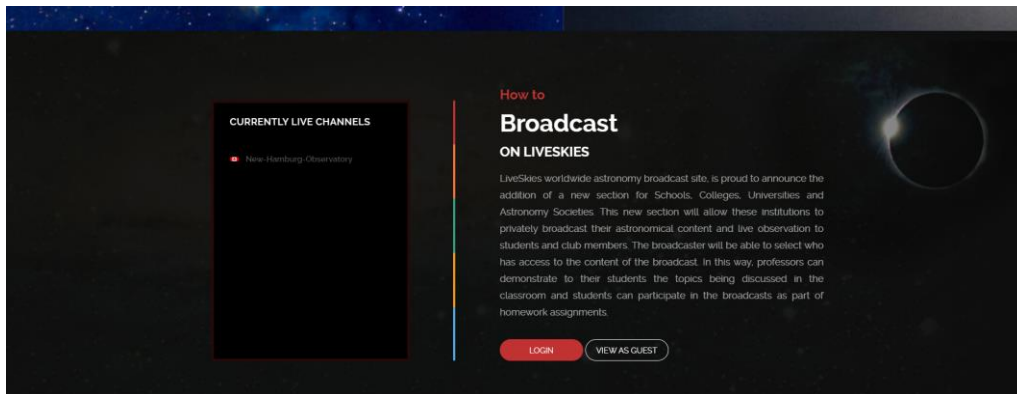 CURRENTLY LIVE CHANNELS
New-Hamburg-Observatory
How to
Broadcast
ON LIVESKIES
LiveSkies worldwide astronomy broadcast site, is proud to announce the
addition of a new section for Schools, Colleges, Universities and
Astronomy Societies. This new section will allow these institutions to
privately broadcast their astronomical content and live observation to
students and club members. The broadcaster will be able to select who
has access to the content of the broadcast. In this way, professors can
demonstrate to their students the topics being discussed in the
classroom and students can participate in the broadcasts as part of
homework assignments.
LOGIN
VIEW AS GUEST